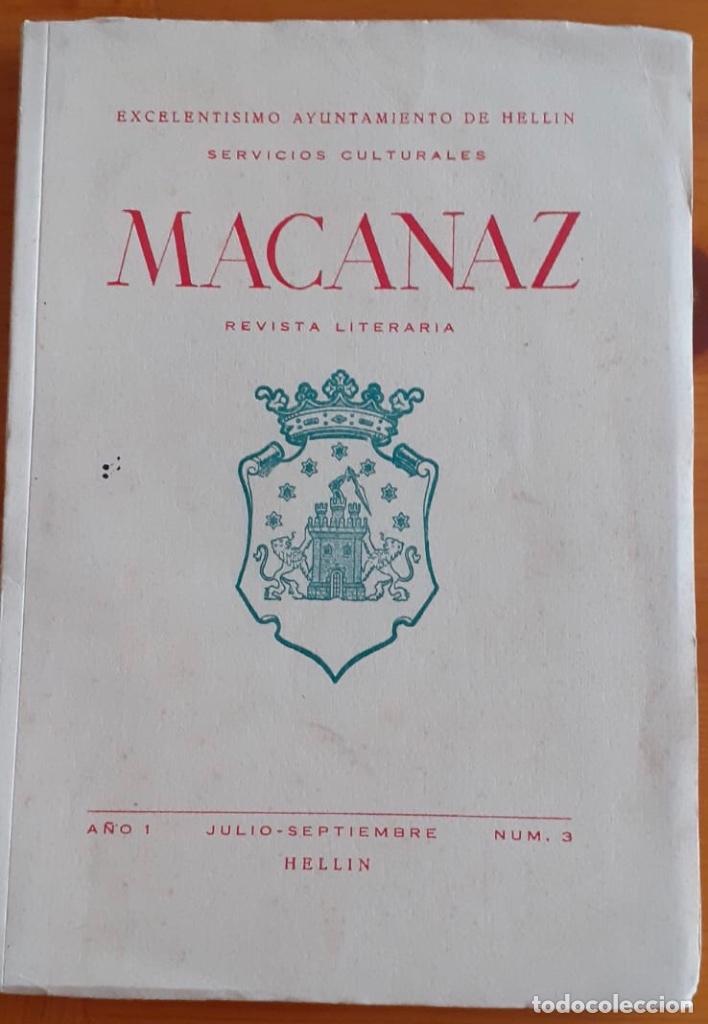 EXCELENTISIMO AYUNTAMIENTO DE HELLIN
SERVICIOS CULTURALES
MACANAZ
REVISTA LITERARIA
AÑO 1 JULIO-SEPTIEMBRE NUM. 3
HELLIN
todocoleccion